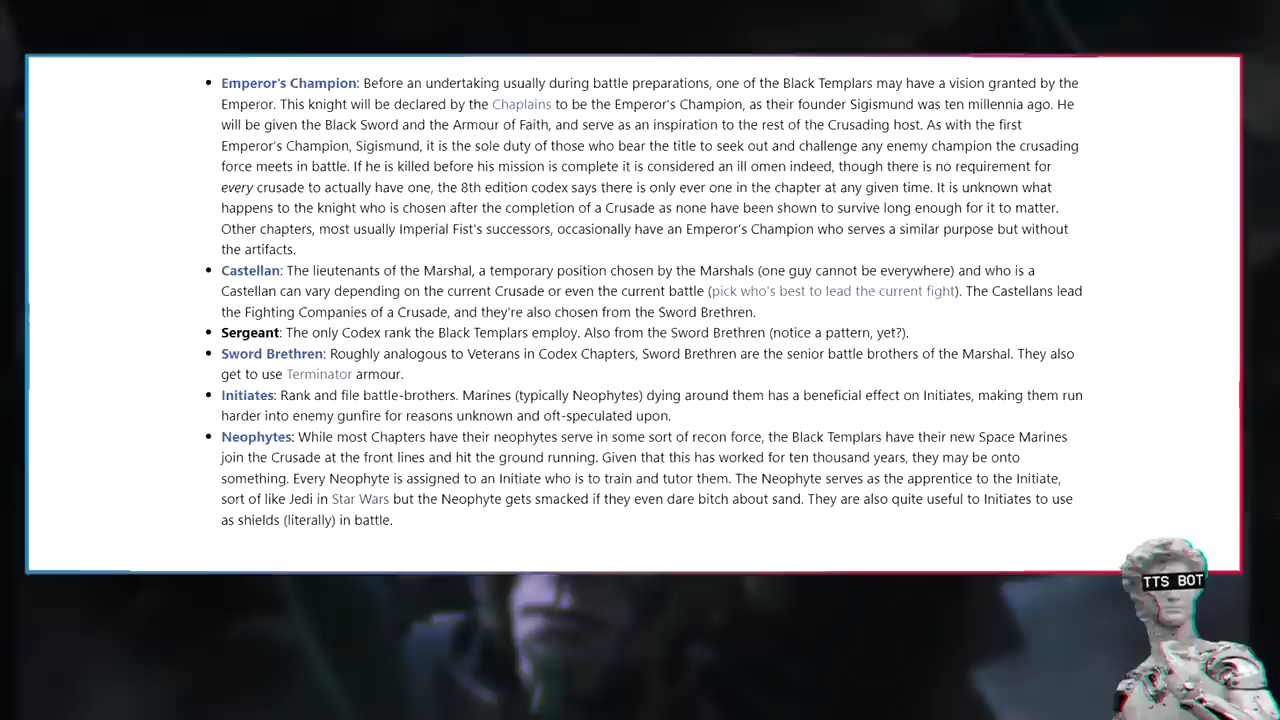 Emperor's Champion: Before an undertaking usually during battle preparations, one of the Black Templars may have a vision granted by the
Emperor. This knight will be declared by the Chaplains to be the Emperor's Champion, as their founder Sigismund was ten millennia ago. He
will be given the Black Sword and the Armour of Faith, and serve as an inspiration to the rest of the Crusading host. As with the first
Emperor's Champion, Sigismund, it is the sole duty of those who bear the title to seek out and challenge any enemy champion the crusading
force meets in battle. If he is killed before his mission is complete it is considered an ill omen indeed, though there is no requirement for
every crusade to actually have one, the 8th edition codex says there is only ever one in the chapter at any given time. It is unknown what
happens to the knight who is chosen after the completion of a Crusade as none have been shown to survive long enough for it to matter.
Other chapters, most usually Imperial Fist's successors, occasionally have an Emperor's Champion who serves a similar purpose but without
the artifacts.
Castellan: The lieutenants of the Marshal, a temporary position chosen by the Marshals (one guy cannot be everywhere) and who is a
Castellan can vary depending on the current Crusade or even the current battle (pick who's best to lead the current fight). The Castellans lead
the Fighting Companies of a Crusade, and they're also chosen from the Sword Brethren.
Sergeant: The only Codex rank the Black Templars employ. Also from the Sword Brethren (notice a pattern, yet?).
Sword Brethren: Roughly analogous to Veterans in Codex Chapters, Sword Brethren are the senior battle brothers of the Marshal. They also
get to use Terminator armour.
Initiates: Rank and file battle-brothers. Marines (typically Neophytes) dying around them has a beneficial effect on Initiates, making them run
harder into enemy gunfire for reasons unknown and oft-speculated upon.
Neophytes: While most Chapters have their neophytes serve in some sort of recon force, the Black Templars have their new Space Marines
join the Crusade at the front lines and hit the ground running. Given that this has worked for ten thousand years, they may be onto
something. Every Neophyte is assigned to an Initiate who is to train and tutor them. The Neophyte serves as the apprentice to the Initiate,
sort of like Jedi in Star Wars but the Neophyte gets smacked if they even dare bitch about sand. They are also quite useful to Initiates to use
as shields (literally) in battle.
TTS BOT